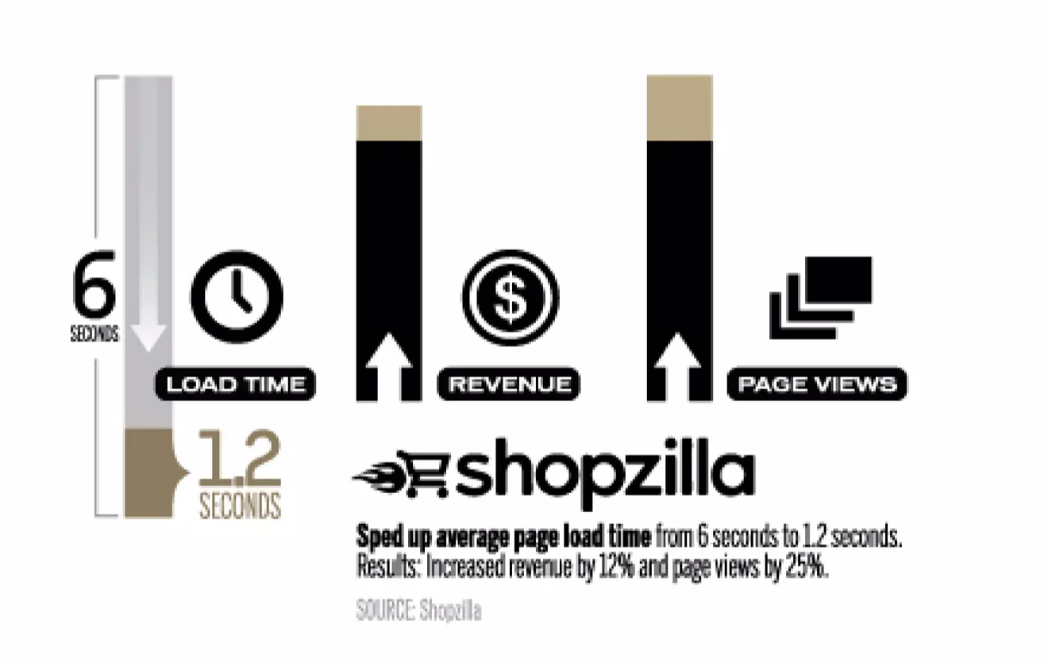 6
SECONDS
LOAD TIME
1.2
SECONDS
$
REVENUE
PAGE VIEWS
shopzilla
Sped up average page load time from 6 seconds to 1.2 seconds.
Results: Increased revenue by 12% and page views by 25%.
SOURCE: Shopzilla